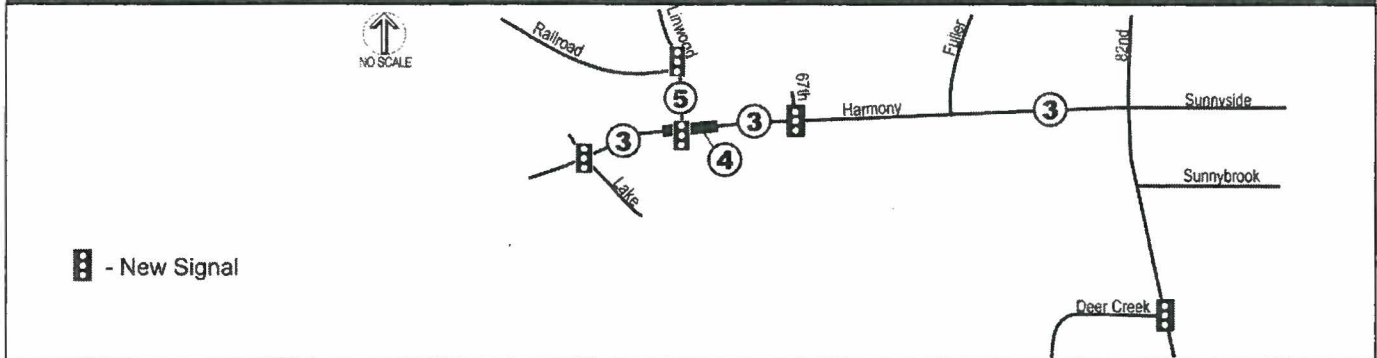 NO SCALE
Railroad
Linwood
5
67th
Fuller
82nd
3
3
Harmony
3
Sunnyside
4
Lake
Sunnybrook
- New Signal
Deer Creek